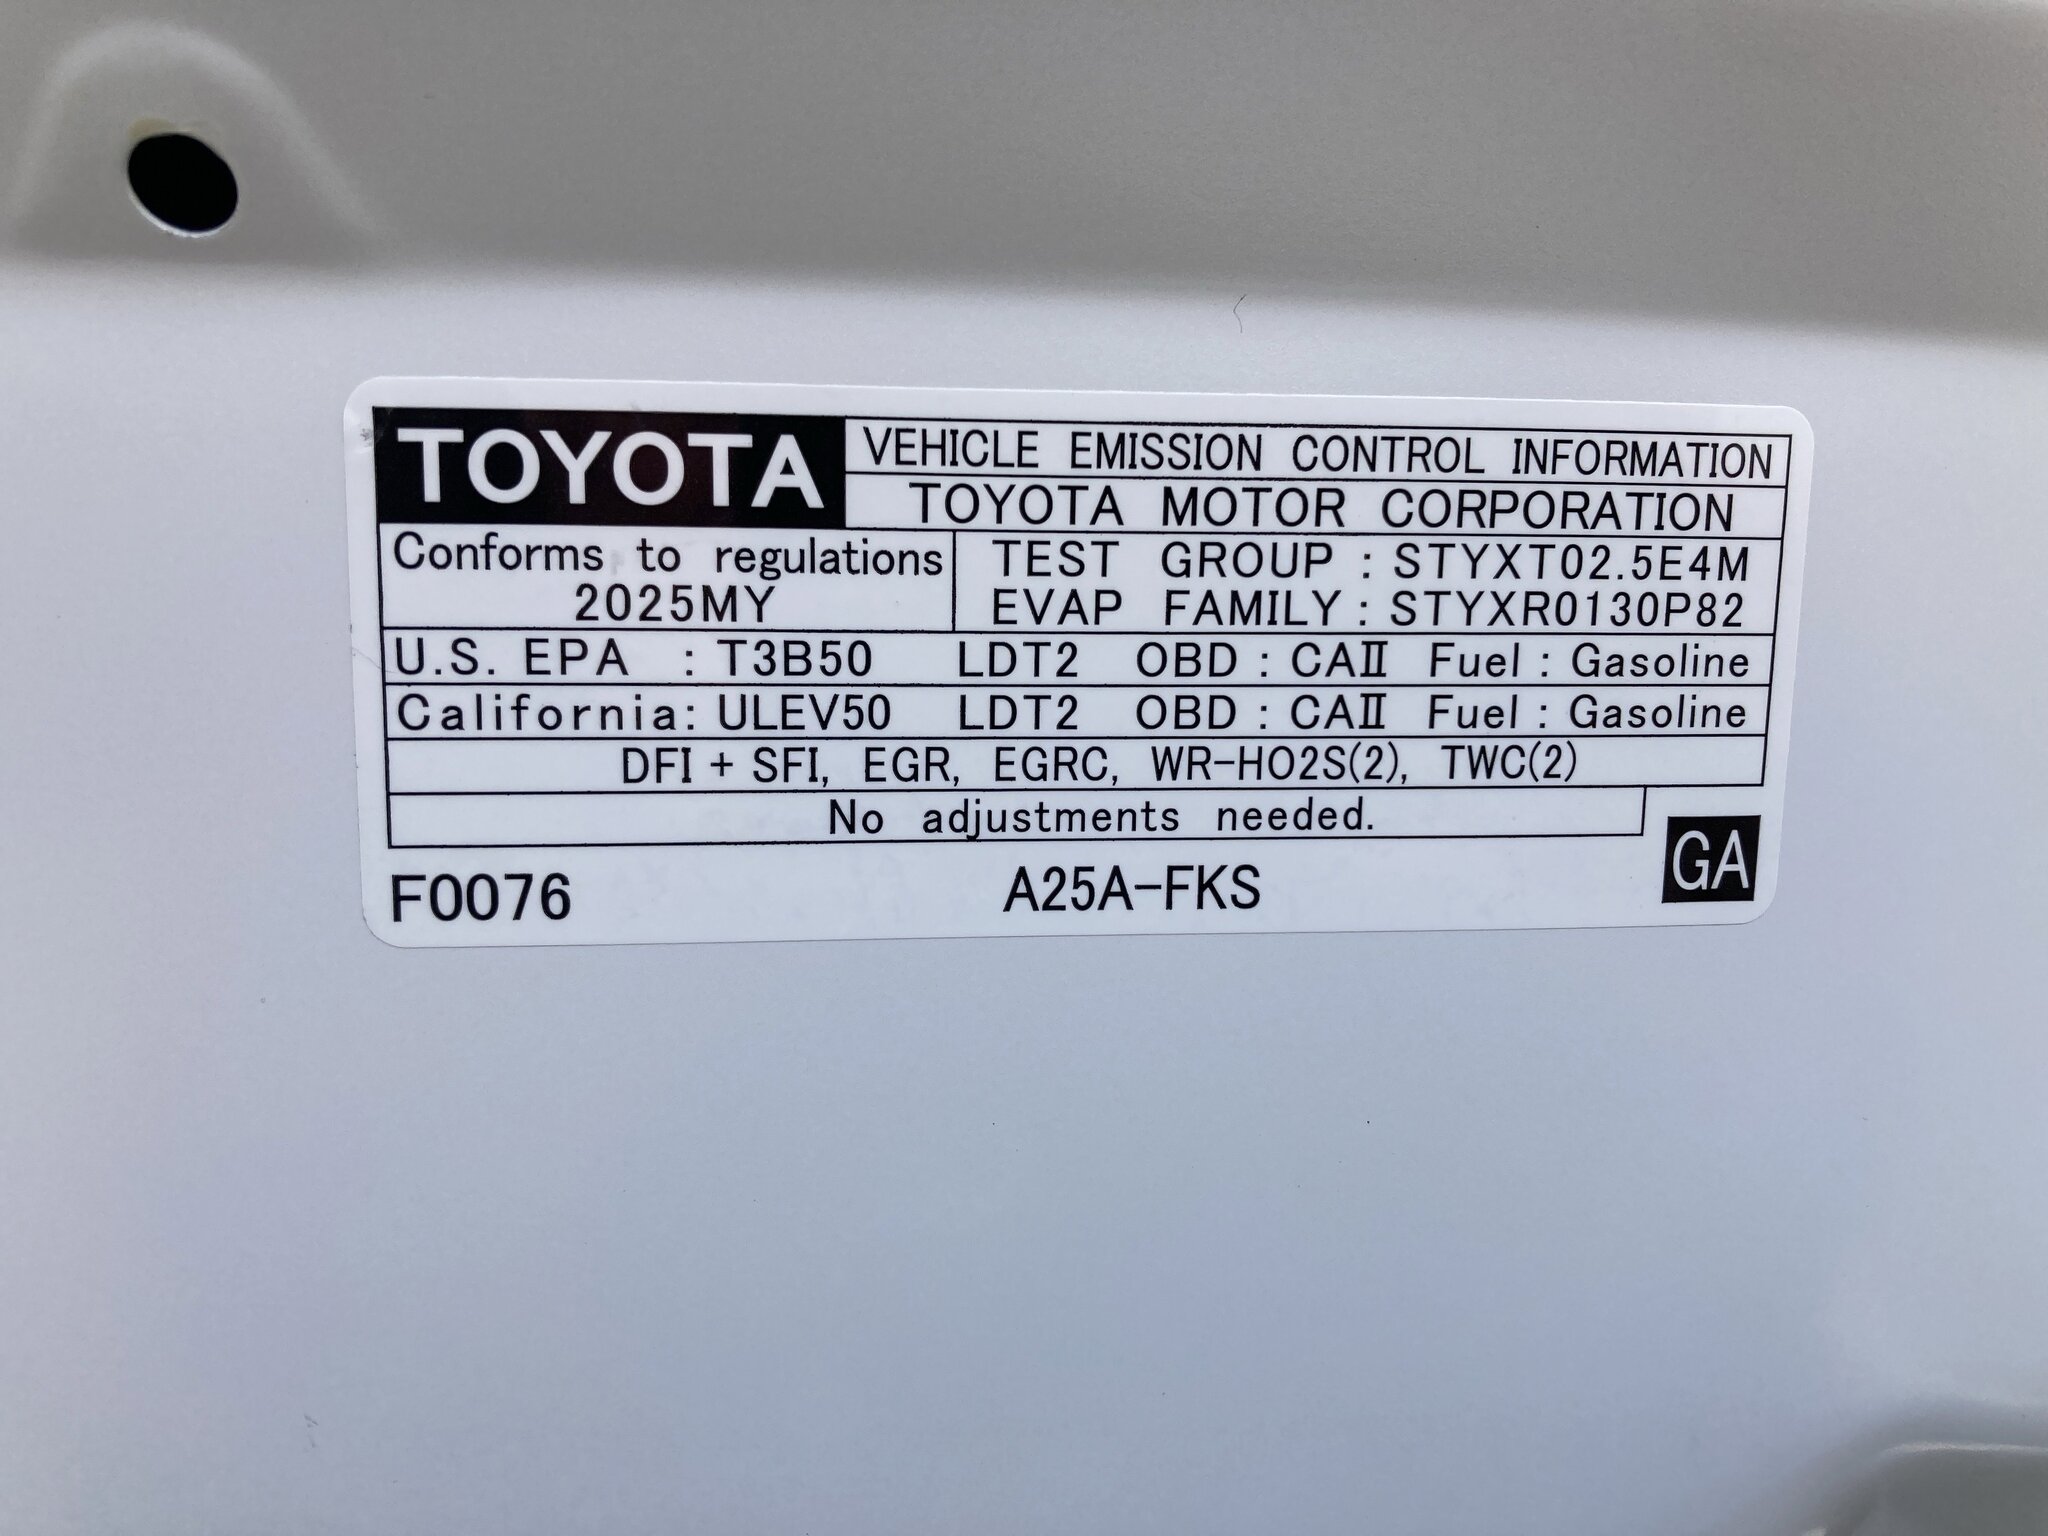 TOYOTA VEHICLE EMISSION CONTROL INFORMATION
TOYOTA MOTOR CORPORATION
Conforms to regulations
2025MY
TEST GROUP : STYXT02.5E4M
EVAP FAMILY : STYXR0130P82
U.S. EPA : T3B50 LDT2 OBD : CAⅡ Fuel : Gasoline
California: ULEV50 LDT2 OBD : CAⅡ Fuel : Gasoline
DFI + SFI, EGR, EGRC, WR-HO2S(2), TWC(2)
No adjustments needed.
F0076 A25A-FKS GA